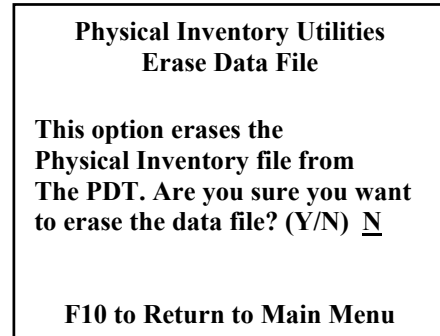 Physical Inventory Utilities
Erase Data File
This option erases the
Physical Inventory file from
The PDT. Are you sure you want
to erase the data file? (Y/N) N
F10 to Return to Main Menu